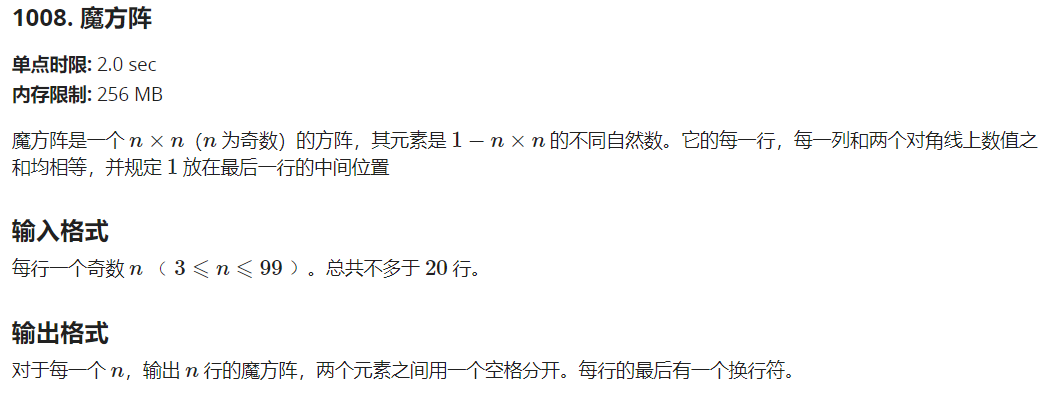 1008. 魔方阵
单点时限: 2.0 sec
内存限制: 256 MB
魔方阵是一个 n × n（n 为奇数）的方阵，其元素是 1 − n × n 的不同自然数。它的每一行，每一列和两个对角线上数值之
和均相等，并规定 1 放在最后一行的中间位置
输入格式
每行一个奇数 n （ 3 ⩽ n ⩽ 99 ）。总共不多于 20 行。
输出格式
对于每一个 n，输出 n 行的魔方阵，两个元素之间用一个空格分开。每行的最后有一个换行符。